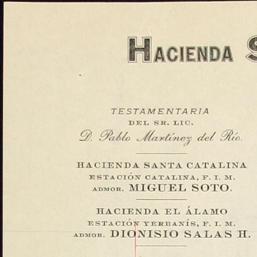 HACIENDA S
TESTAMENTARIA
DEL SR. LIC.
D. Pablo Martínez del Río.
HACIENDA SANTA CATALINA
ESTACIÓN CATALINA, F. I. M.
ADMOR. MIGUEL SOTO.
HACIENDA EL ÁLAMO
ESTACIÓN YERBANÍS, F. I. M.
ADMOR. DIONISIO SALAS H.